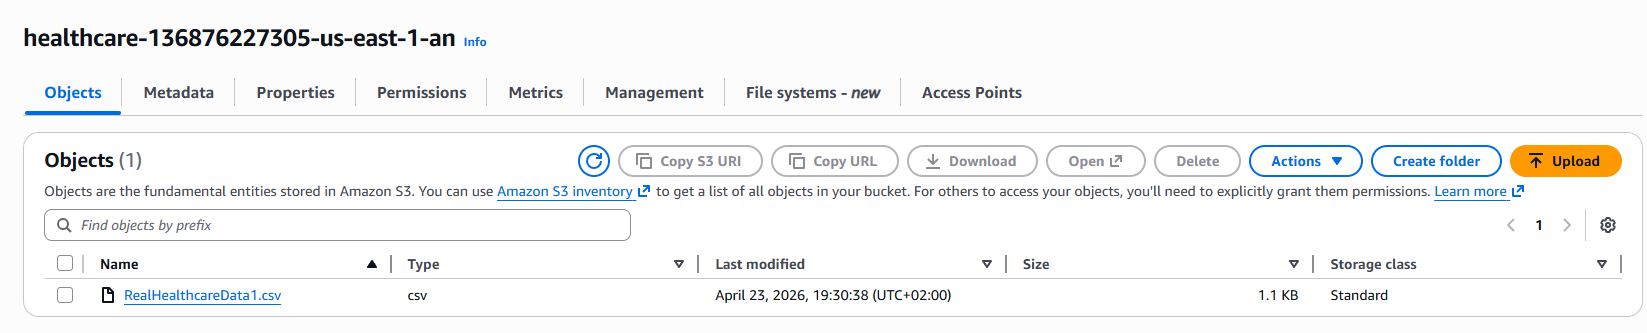 healthcare-136876227305-us-east-1-an Info
Objects Metadata Properties Permissions Metrics Management File systems - new Access Points
Objects (1) Copy S3 URI Copy URL Download Open Delete Actions Create folder Upload
Objects are the fundamental entities stored in Amazon S3. You can use Amazon S3 inventory to get a list of all objects in your bucket. For others to access your objects, you'll need to explicitly grant them permissions. Learn more
Find objects by prefix 1
Name Type Last modified Size Storage class
RealHealthcareData1.csv csv April 23, 2026, 19:30:38 (UTC+02:00) 1.1 KB Standard